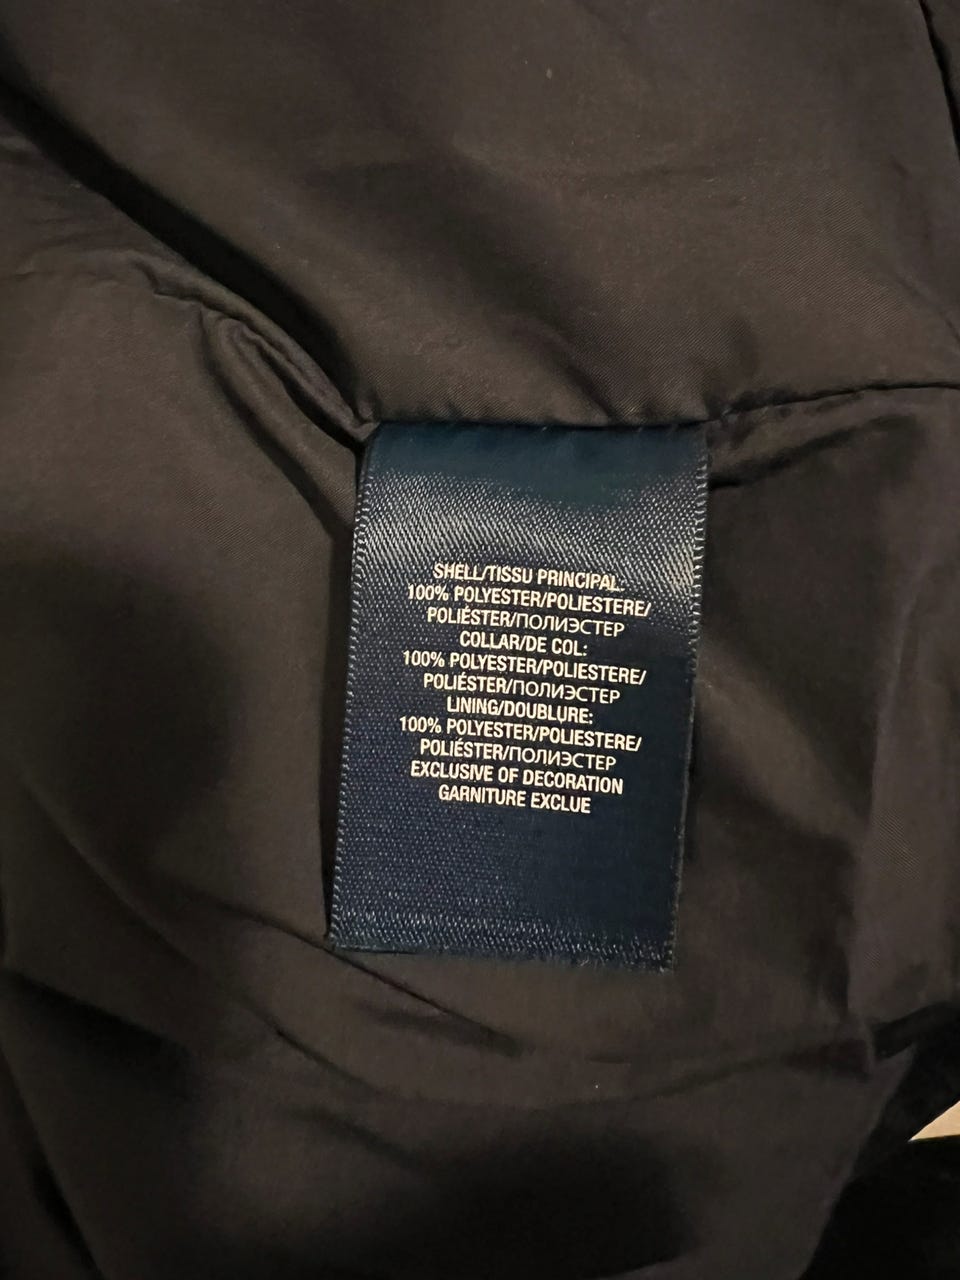 SHELL/TISSU PRINCIPAL:
100% POLYESTER/POLIESTERE/
POLIÉSTER/ПОЛИЭСТЕР
COLLAR/DE COL:
100% POLYESTER/POLIESTERE/
POLIÉSTER/ПОЛИЭСТЕР
LINING/DOUBLURE:
100% POLYESTER/POLIESTERE/
POLIÉSTER/ПОЛИЭСТЕР
EXCLUSIVE OF DECORATION
GARNITURE EXCLUE